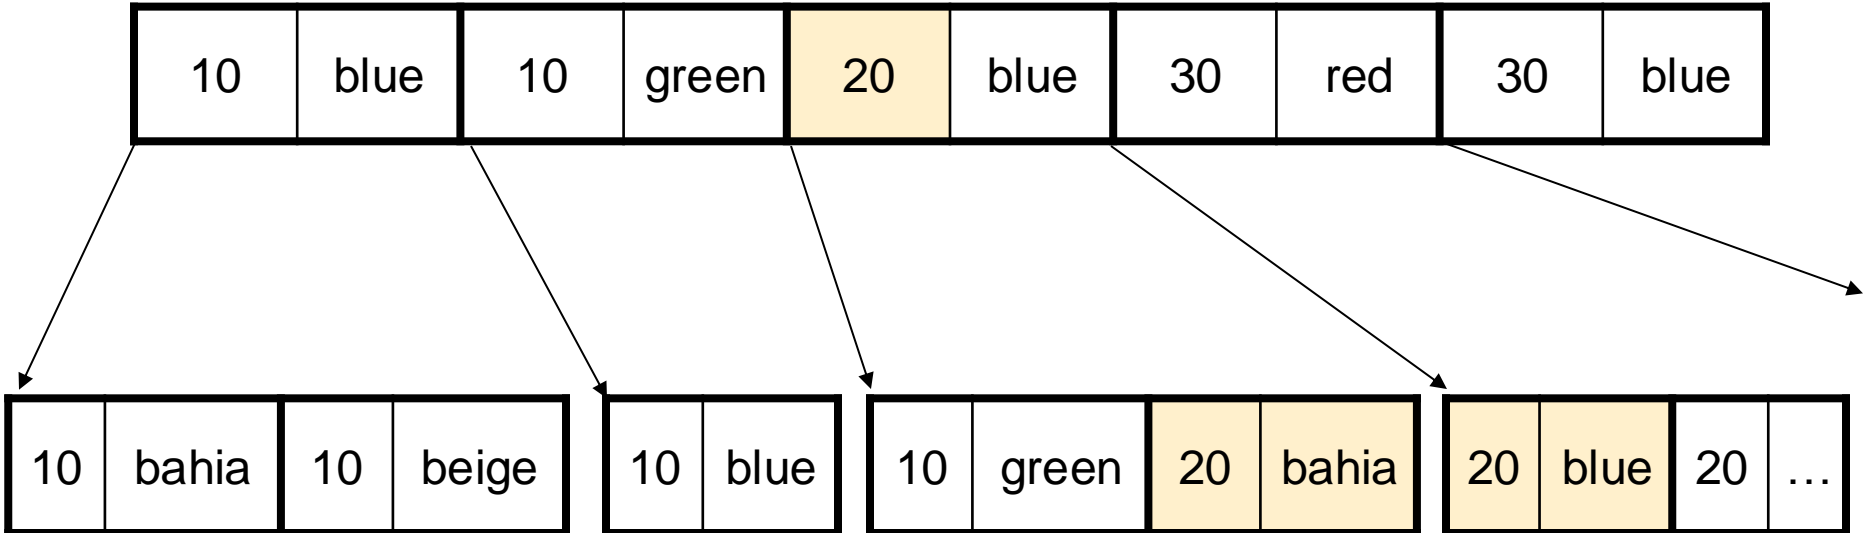 10 blue 10 green 20 blue 30 red 30 blue
10 bahia 10 beige 10 blue 10 green 20 bahia 20 blue 20 …